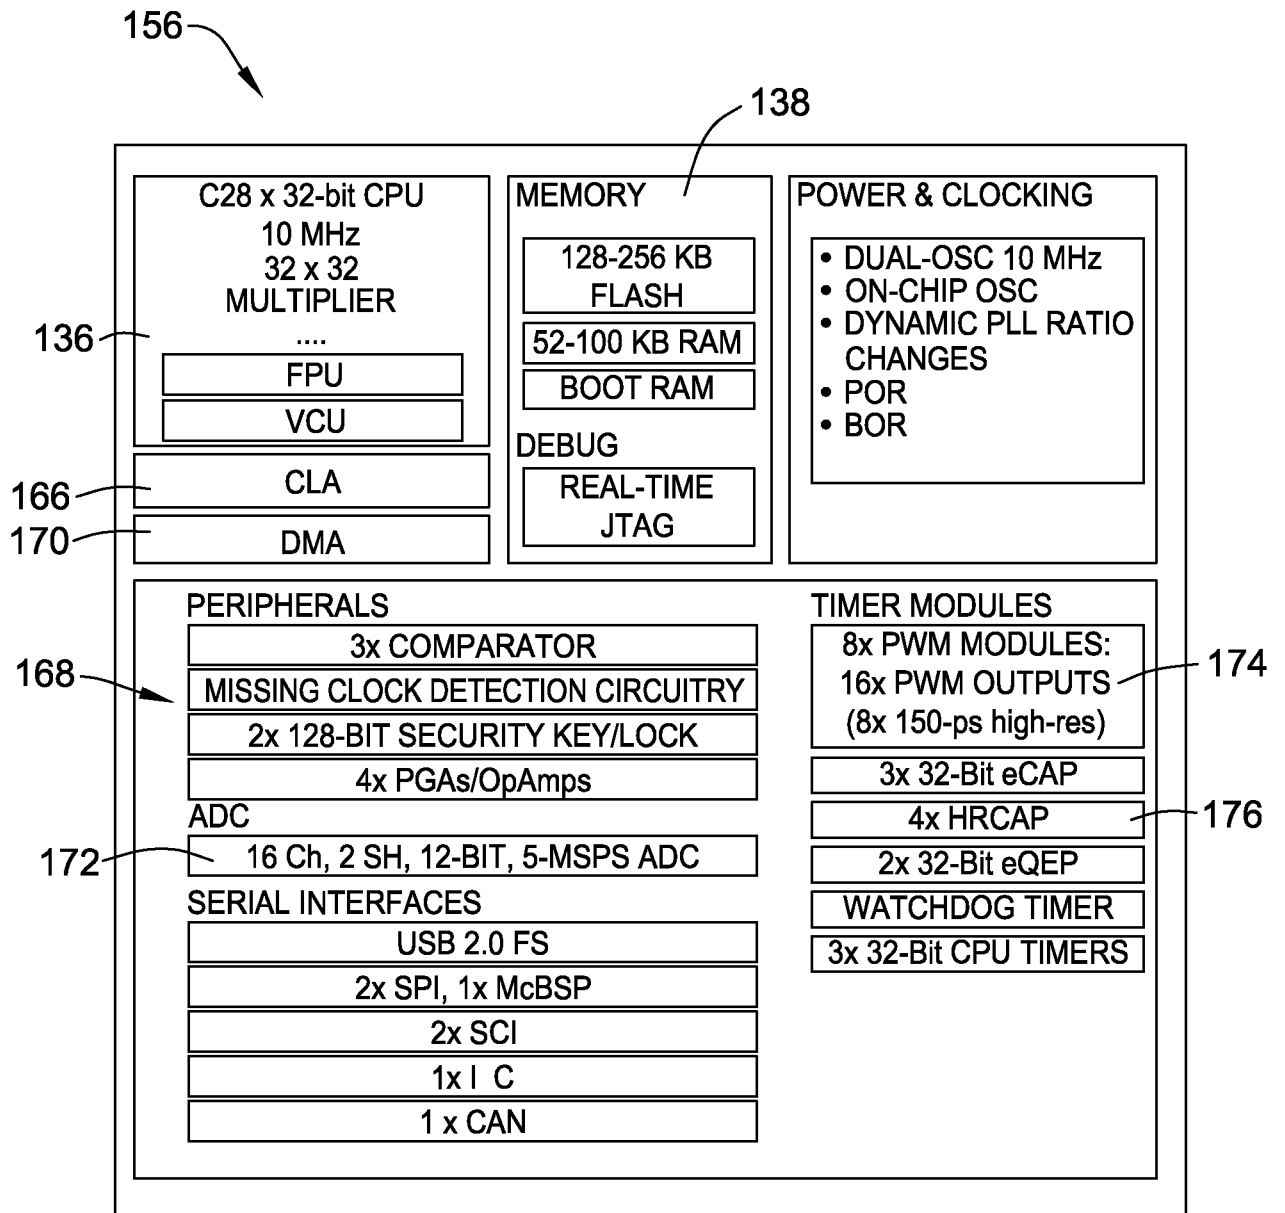 156
138
C28 x 32-bit CPU
10 MHz
32 x 32
MULTIPLIER
....
136
FPU
VCU
166
CLA
170
DMA
MEMORY
128-256 KB
FLASH
52-100 KB RAM
BOOT RAM
DEBUG
REAL-TIME
JTAG
POWER & CLOCKING
• DUAL-OSC 10 MHz
• ON-CHIP OSC
• DYNAMIC PLL RATIO
CHANGES
• POR
• BOR
PERIPHERALS
3x COMPARATOR
168
MISSING CLOCK DETECTION CIRCUITRY
2x 128-BIT SECURITY KEY/LOCK
4x PGAs/OpAmps
ADC
172
16 Ch, 2 SH, 12-BIT, 5-MSPS ADC
SERIAL INTERFACES
USB 2.0 FS
2x SPI, 1x McBSP
2x SCI
1x I C
1 x CAN
TIMER MODULES
8x PWM MODULES:
16x PWM OUTPUTS
(8x 150-ps high-res)
174
3x 32-Bit eCAP
4x HRCAP
176
2x 32-Bit eQEP
WATCHDOG TIMER
3x 32-Bit CPU TIMERS